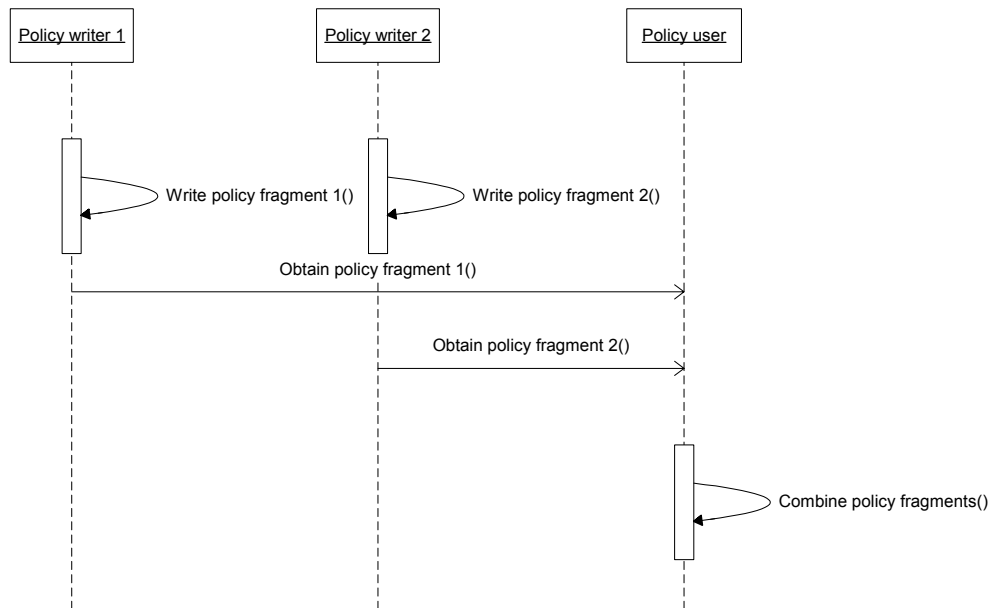 Policy writer 1
Policy writer 2
Policy user
Write policy fragment 1()
Write policy fragment 2()
Obtain policy fragment 1()
Obtain policy fragment 2()
Combine policy fragments()